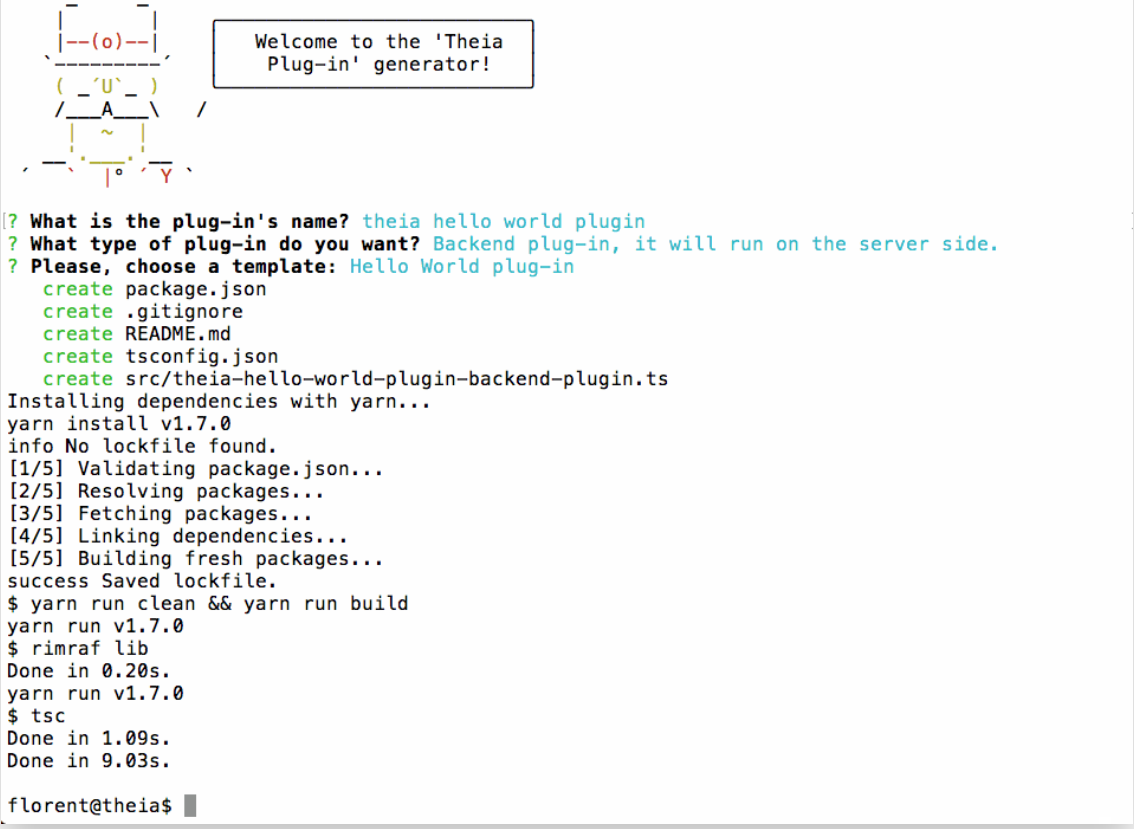 Welcome to the 'Theia
Plug-in' generator!
|--(o)--|
`---------´
( _´U`_ )
/___A___\   /
|  ~  |
__'.___.'__
´   `  |° ´ Y `
? What is the plug-in's name? theia hello world plugin
? What type of plug-in do you want? Backend plug-in, it will run on the server side.
? Please, choose a template: Hello World plug-in
create package.json
create .gitignore
create README.md
create tsconfig.json
create src/theia-hello-world-plugin-backend-plugin.ts
Installing dependencies with yarn...
yarn install v1.7.0
info No lockfile found.
[1/5] Validating package.json...
[2/5] Resolving packages...
[3/5] Fetching packages...
[4/5] Linking dependencies...
[5/5] Building fresh packages...
success Saved lockfile.
$ yarn run clean && yarn run build
yarn run v1.7.0
$ rimraf lib
Done in 0.20s.
yarn run v1.7.0
$ tsc
Done in 1.09s.
Done in 9.03s.
florent@theia$